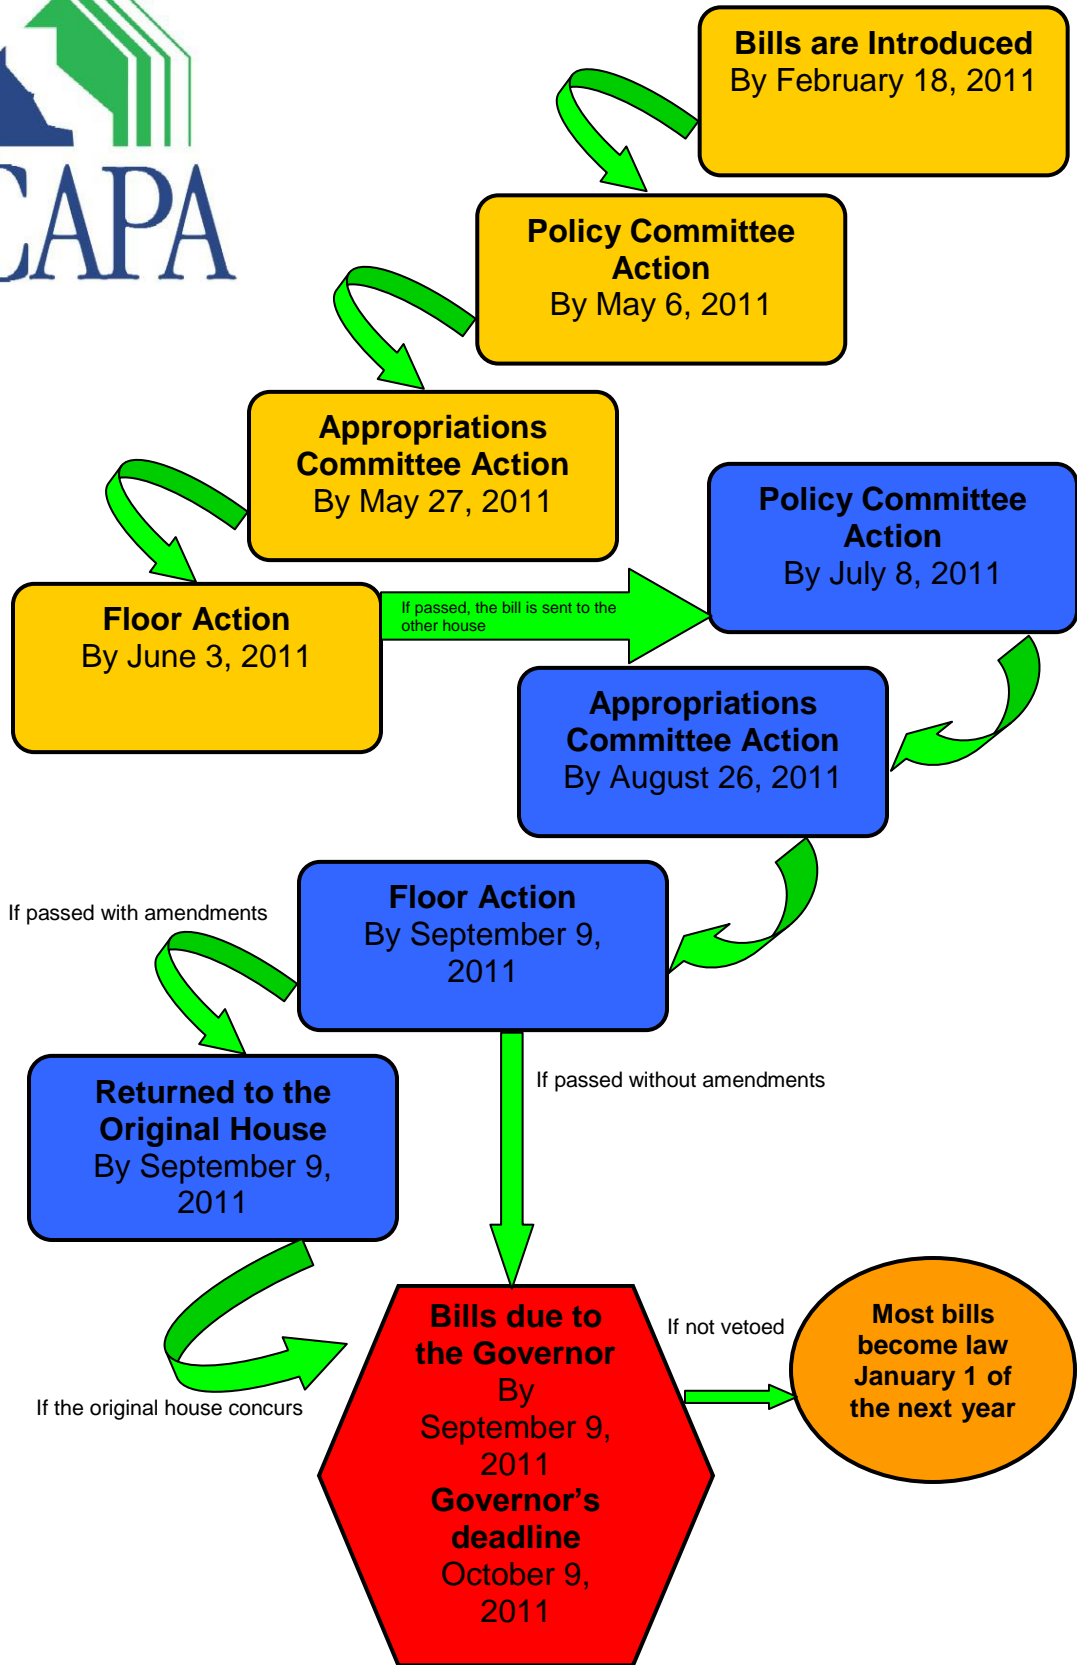 CAPA
Bills are Introduced
By February 18, 2011
Policy Committee
Action
By May 6, 2011
Appropriations
Committee Action
By May 27, 2011
Floor Action
By June 3, 2011
If passed, the bill is sent to the
other house
Policy Committee
Action
By July 8, 2011
Appropriations
Committee Action
By August 26, 2011
Floor Action
By September 9,
2011
If passed with amendments
Returned to the
Original House
By September 9,
2011
If passed without amendments
If the original house concurs
Bills due to
the Governor
By
September 9,
2011
Governor's
deadline
October 9,
2011
If not vetoed
Most bills
become law
January 1 of
the next year